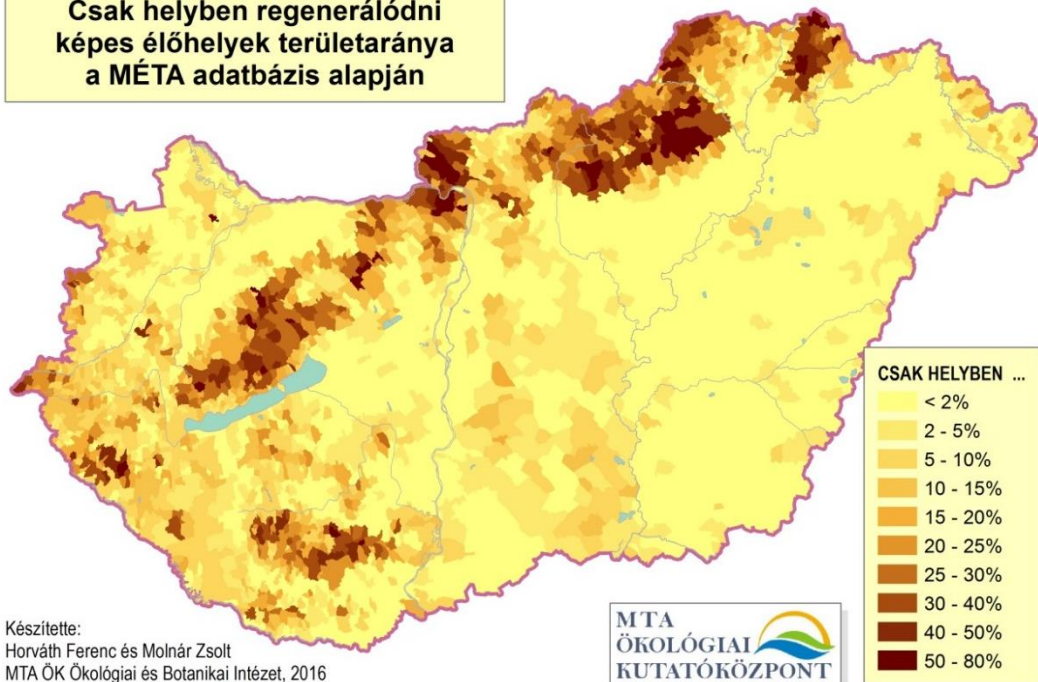 Csak helyben regenerálódni
képes élőhelyek területaránya
a MÉTA adatbázis alapján
CSAK HELYBEN ...
< 2%
2 - 5%
5 - 10%
10 - 15%
15 - 20%
20 - 25%
25 - 30%
30 - 40%
40 - 50%
50 - 80%
Készítette:
Horváth Ferenc és Molnár Zsolt
MTA ÖK Ökológiai és Botanikai Intézet, 2016
MTA
ÖKOLÓGIAI
KUTATÓKÖZPONT